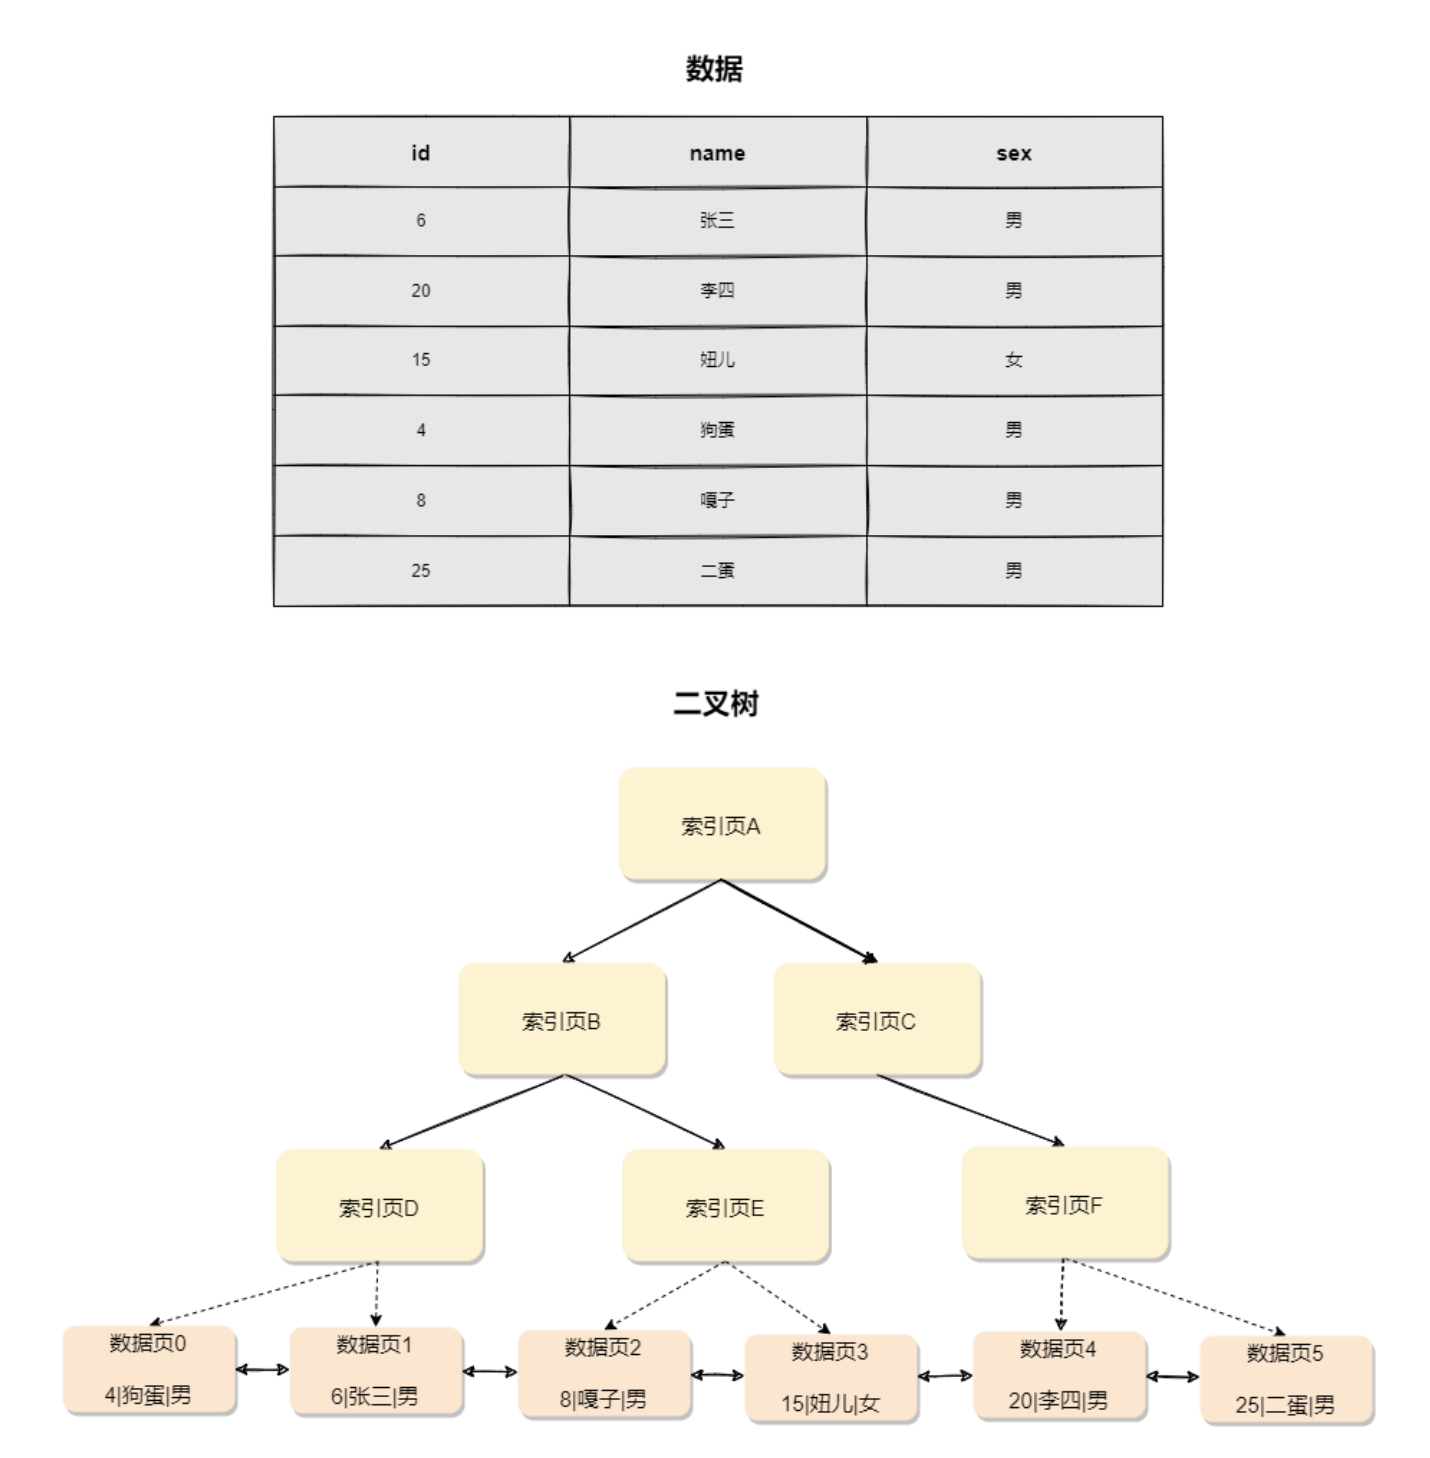 数据
id name sex
6 张三 男
20 李四 男
15 妞儿 女
4 狗蛋 男
8 嘎子 男
25 二蛋 男
二叉树
索引页A
索引页B 索引页C
索引页D 索引页E 索引页F
数据页0 数据页1 数据页2 数据页3 数据页4 数据页5
4|狗蛋|男 6|张三|男 8|嘎子|男 15|妞儿|女 20|李四|男 25|二蛋|男